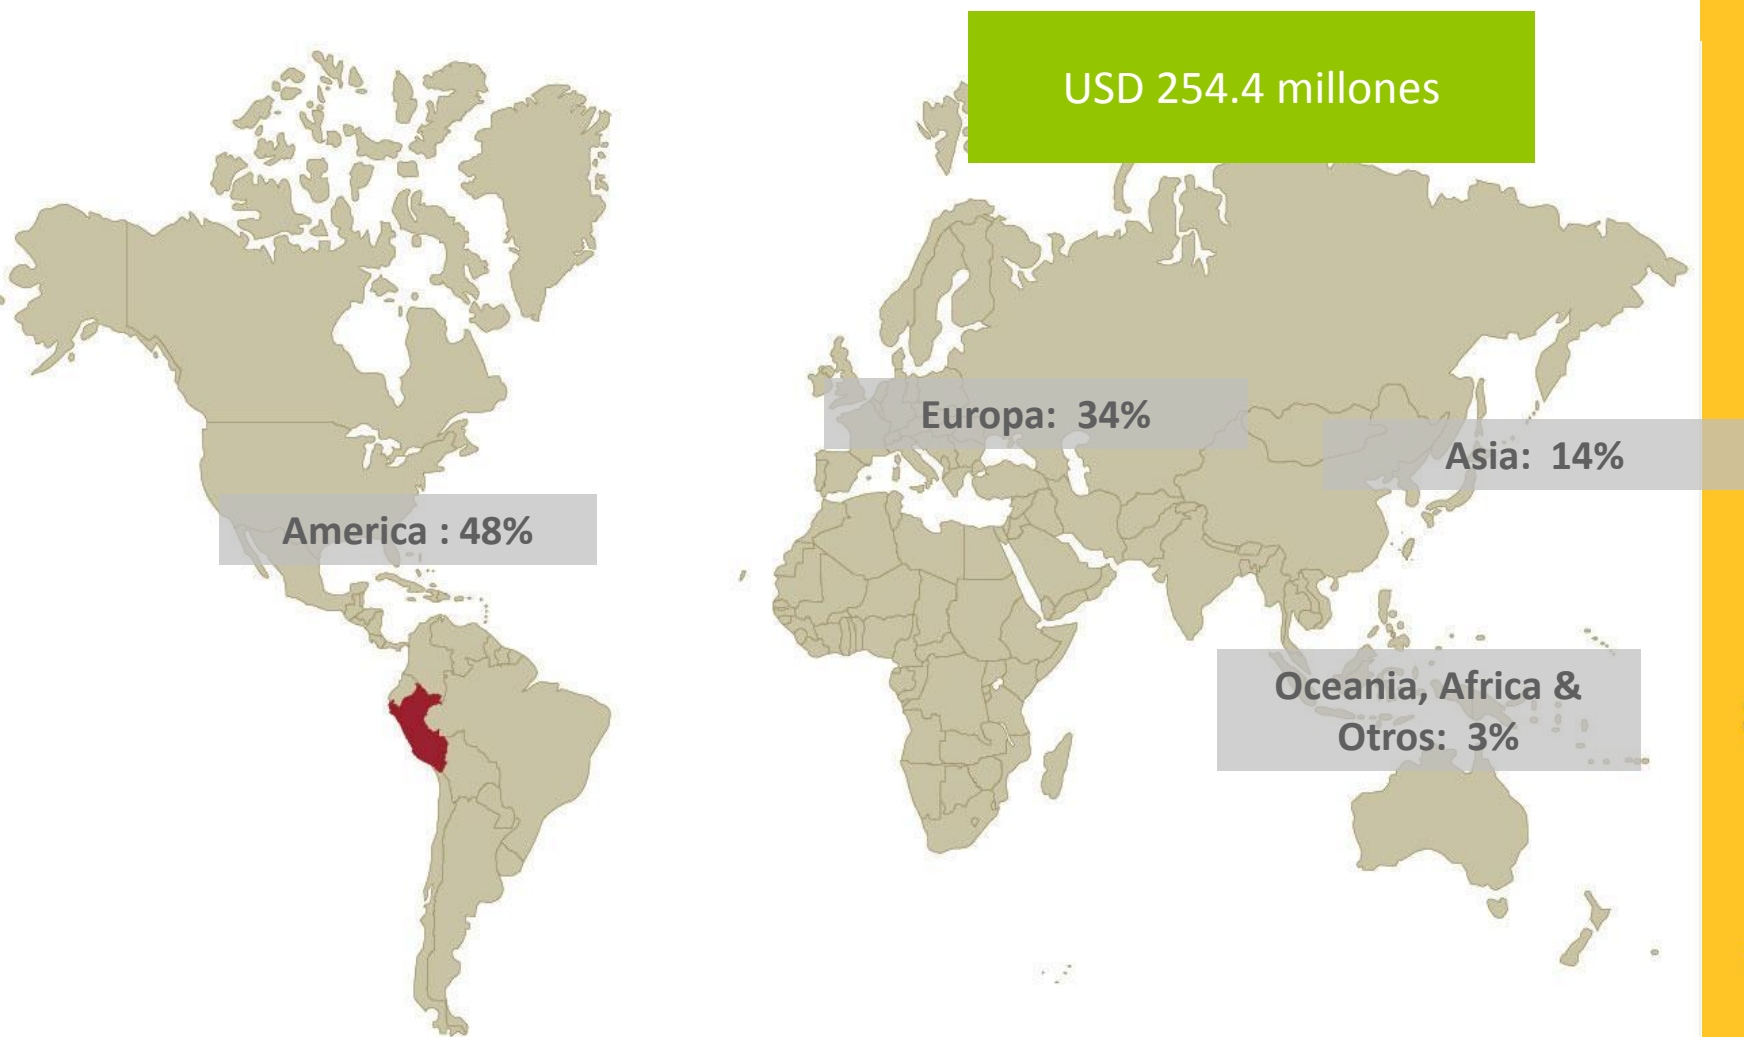 USD 254.4 millones
Europa: 34%
Asia: 14%
America : 48%
Oceania, Africa &
Otros: 3%